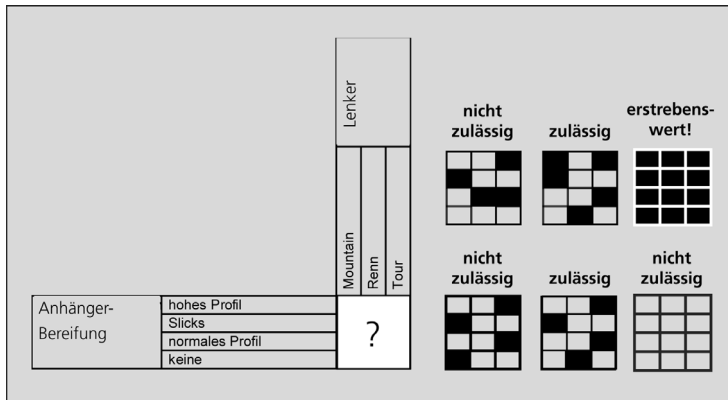 Lenker
Mountain
Renn
Tour
Anhänger-
Bereifung
hohes Profil
Slicks
normales Profil
keine
?
nicht
zulässig
zulässig
erstrebens-
wert!
nicht
zulässig
zulässig
nicht
zulässig